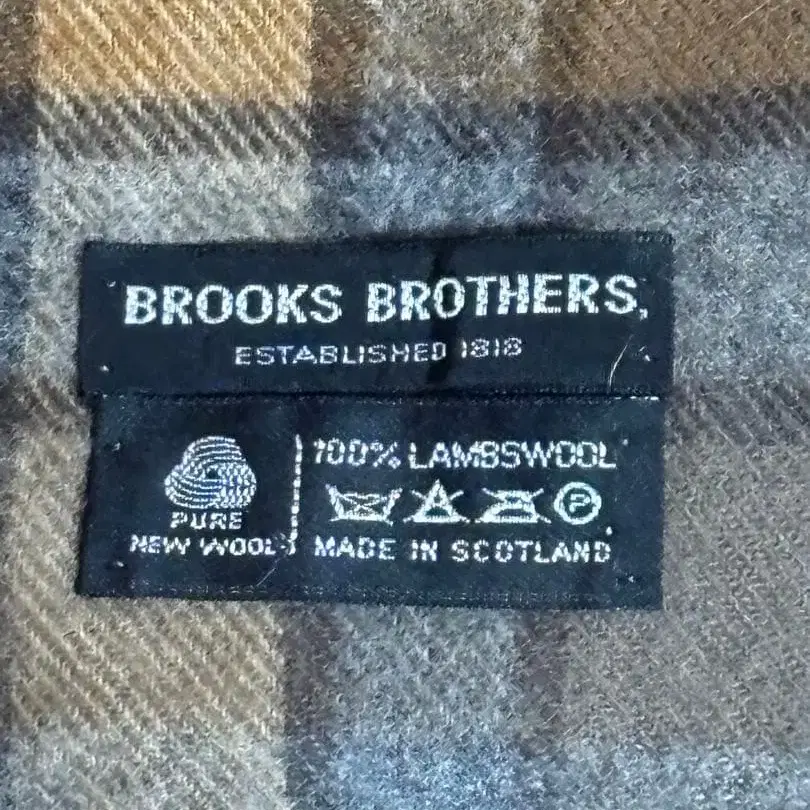 BROOKS BROTHERS,
ESTABLISHED 1818
PURE
NEW WOOL
100% LAMBSWOOL
P
MADE IN SCOTLAND